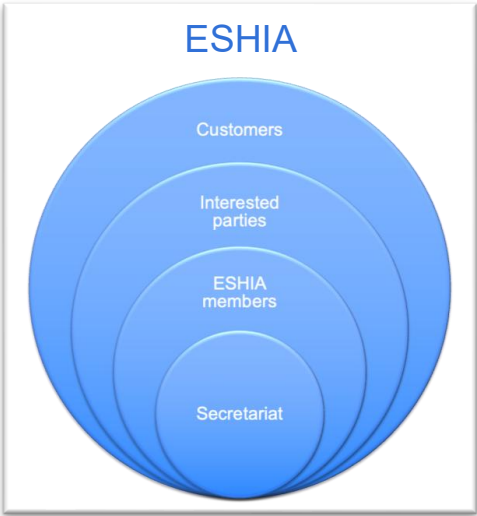 ESHIA
Customers
Interested
parties
ESHIA
members
Secretariat